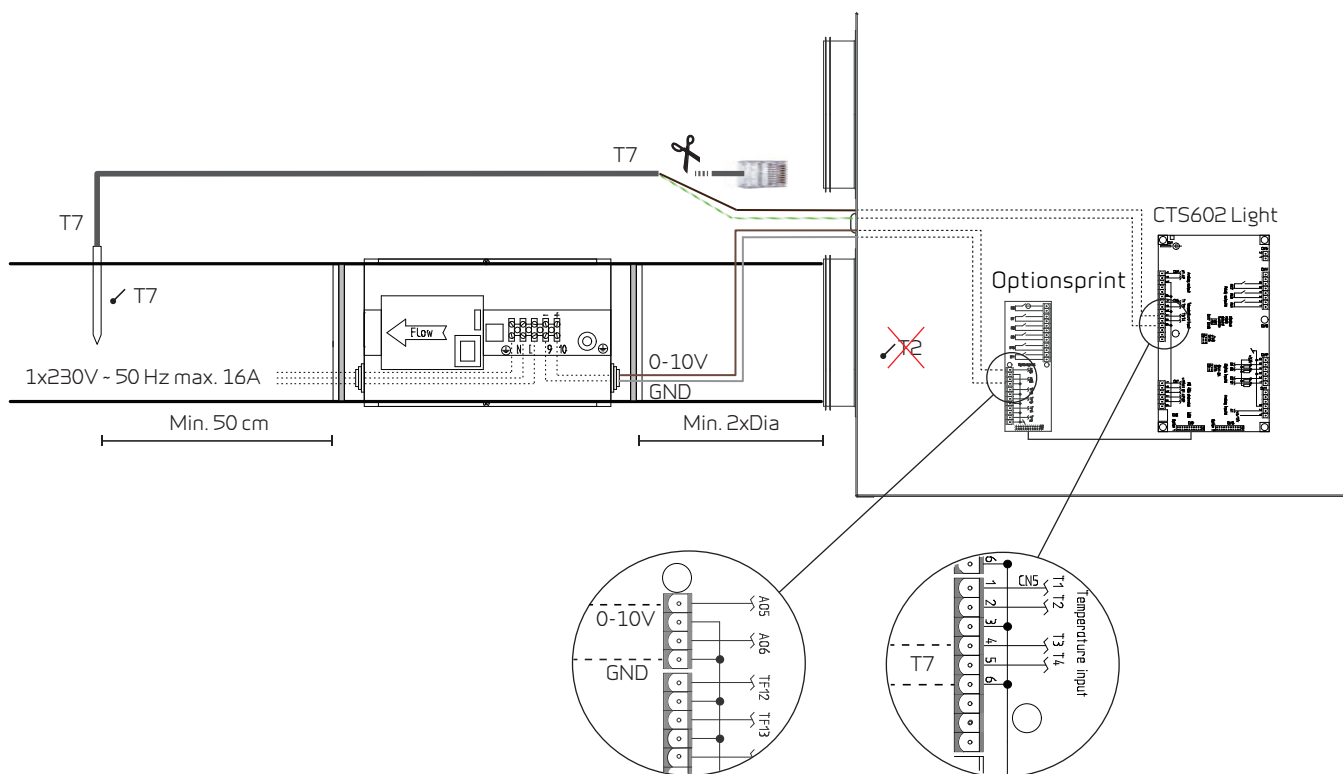 T7
T7
T7
Flow
N L 9 10
- +
1x230V ~ 50 Hz max. 16A
0-10V
GND
Min. 50 cm
Min. 2xDia
T2
Optionsprint
CTS602 Light
0-10V
GND
A05
A06
TF12
TF13
T7
6
1
2
3
4
5
6
CN5
T1
T2
T3
T4
Temperature input